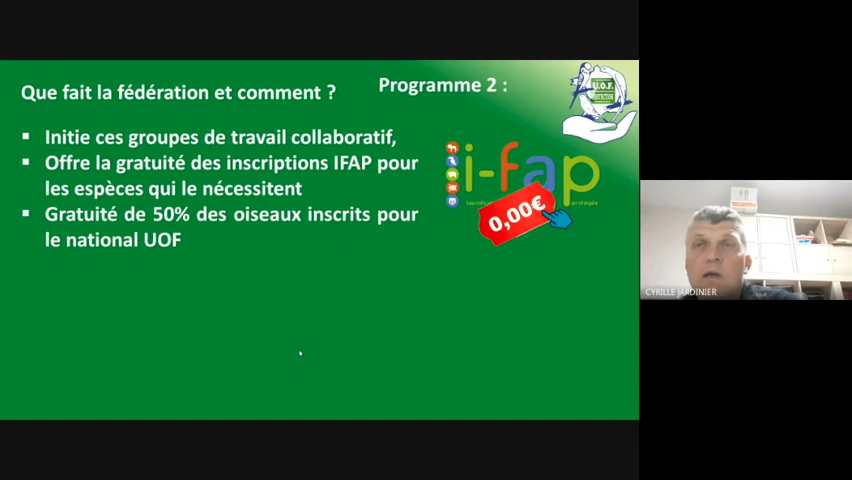 Que fait la fédération et comment ?
Programme 2 :
▪ Initie ces groupes de travail collaboratif,
▪ Offre la gratuité des inscriptions IFAP pour
les espèces qui le nécessitent
▪ Gratuité de 50% des oiseaux inscrits pour
le national UOF
U.O.F.
i-fap
protégée
0,00€
CYRILLE JARDINIER